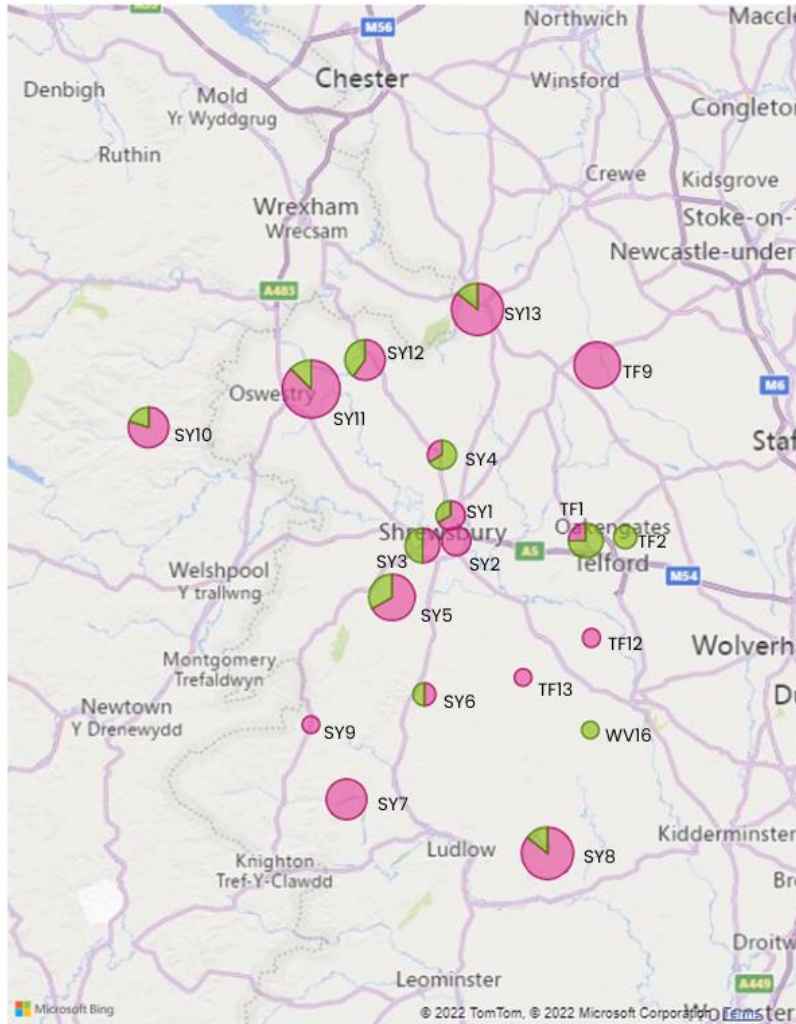 Northwich
Maccl
M56
Chester
Denbigh
Winsford
Mold
Yr Wyddgrug
Congleton
Ruthin
Crewe
Kidsgrove
Wrexham
Wrecsam
Stoke-on-
Newcastle-under
A483
SY13
SY12
TF9
M6
Oswestry
SY11
SY10
Staf
SY4
TF1
SY1
Oakengates
Shrewsbury
TF2
A5
SY2
SY3
Telford
M54
Welshpool
Y trallwng
SY5
TF12
Wolverh
Montgomery
Trefaldwyn
TF13
Du
SY6
Newtown
Y Drenewydd
SY9
WV16
SY7
Kidderminster
Ludlow
SY8
Knighton
Tref-Y-Clawdd
Br
Droitw
Leominster
A449
Microsoft Bing
© 2022 TomTom, © 2022 Microsoft Corporation Terms
Worcester